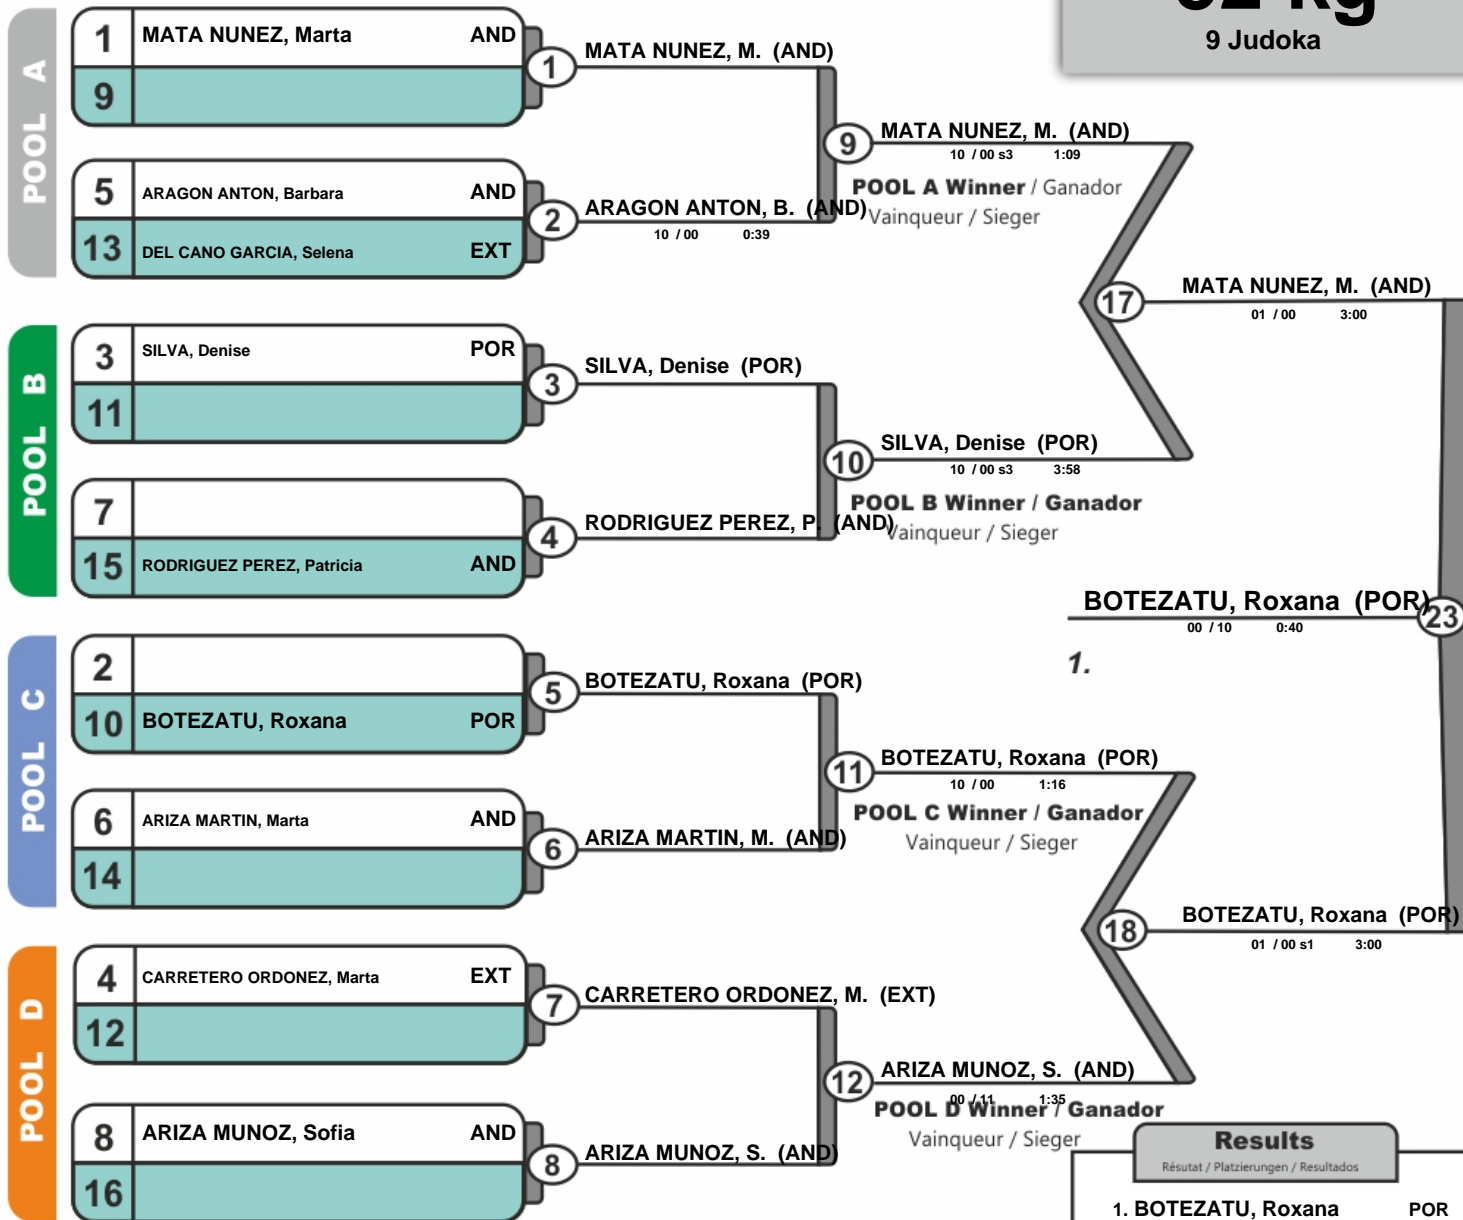 9 Judoka
POOL A
1 MATA NUNEZ, Marta AND
9
1
MATA NUNEZ, M. (AND)
5 ARAGON ANTON, Barbara AND
13 DEL CANO GARCIA, Selena EXT
2
ARAGON ANTON, B. (AND)
10 / 00 0:39
9
MATA NUNEZ, M. (AND)
10 / 00 s3 1:09
POOL A Winner / Ganador
Vainqueur / Sieger
POOL B
3 SILVA, Denise POR
11
3
SILVA, Denise (POR)
7
15 RODRIGUEZ PEREZ, Patricia AND
4
RODRIGUEZ PEREZ, P. (AND)
10
SILVA, Denise (POR)
10 / 00 s3 3:58
POOL B Winner / Ganador
Vainqueur / Sieger
17
MATA NUNEZ, M. (AND)
01 / 00 3:00
BOTEZATU, Roxana (POR)
23
00 / 10 0:40
1.
POOL C
2
10 BOTEZATU, Roxana POR
5
BOTEZATU, Roxana (POR)
6 ARIZA MARTIN, Marta AND
14
6
ARIZA MARTIN, M. (AND)
11
BOTEZATU, Roxana (POR)
10 / 00 1:16
POOL C Winner / Ganador
Vainqueur / Sieger
POOL D
4 CARRETERO ORDONEZ, Marta EXT
12
7
CARRETERO ORDONEZ, M. (EXT)
8 ARIZA MUNOZ, Sofia AND
16
8
ARIZA MUNOZ, S. (AND)
12
ARIZA MUNOZ, S. (AND)
00 / 11 1:35
POOL D Winner / Ganador
Vainqueur / Sieger
18
BOTEZATU, Roxana (POR)
01 / 00 s1 3:00
Results
Résutat / Platzierungen / Resultados
1. BOTEZATU, Roxana POR